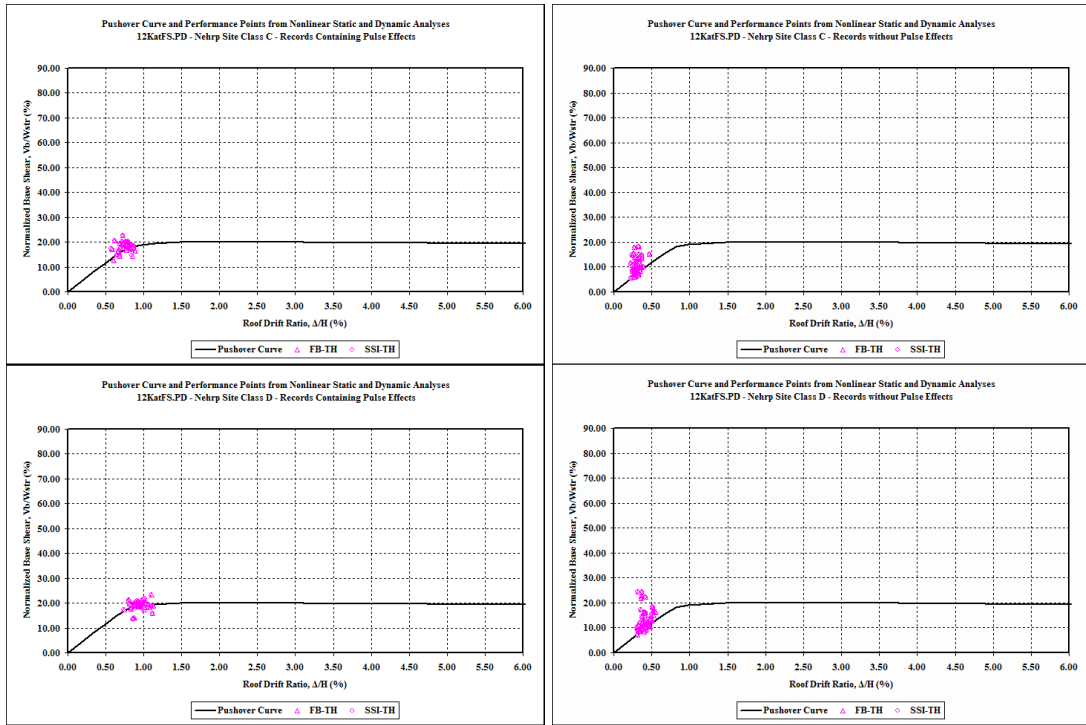 Pushover Curve and Performance Points from Nonlinear Static and Dynamic Analyses
12KatFS.PD - Nehrp Site Class C - Records Containing Pulse Effects
90.00
80.00
70.00
60.00
50.00
40.00
30.00
20.00
10.00
0.00
Normalized Base Shear, Vb/Wstr (%)
0.00 0.50 1.00 1.50 2.00 2.50 3.00 3.50 4.00 4.50 5.00 5.50 6.00
Roof Drift Ratio, Δ/H (%)
Pushover Curve FB-TH SSI-TH
Pushover Curve and Performance Points from Nonlinear Static and Dynamic Analyses
12KatFS.PD - Nehrp Site Class C - Records without Pulse Effects
90.00
80.00
70.00
60.00
50.00
40.00
30.00
20.00
10.00
0.00
Normalized Base Shear, Vb/Wstr (%)
0.00 0.50 1.00 1.50 2.00 2.50 3.00 3.50 4.00 4.50 5.00 5.50 6.00
Roof Drift Ratio, Δ/H (%)
Pushover Curve FB-TH SSI-TH
Pushover Curve and Performance Points from Nonlinear Static and Dynamic Analyses
12KatFS.PD - Nehrp Site Class D - Records Containing Pulse Effects
90.00
80.00
70.00
60.00
50.00
40.00
30.00
20.00
10.00
0.00
Normalized Base Shear, Vb/Wstr (%)
0.00 0.50 1.00 1.50 2.00 2.50 3.00 3.50 4.00 4.50 5.00 5.50 6.00
Roof Drift Ratio, Δ/H (%)
Pushover Curve FB-TH SSI-TH
Pushover Curve and Performance Points from Nonlinear Static and Dynamic Analyses
12KatFS.PD - Nehrp Site Class D - Records without Pulse Effects
90.00
80.00
70.00
60.00
50.00
40.00
30.00
20.00
10.00
0.00
Normalized Base Shear, Vb/Wstr (%)
0.00 0.50 1.00 1.50 2.00 2.50 3.00 3.50 4.00 4.50 5.00 5.50 6.00
Roof Drift Ratio, Δ/H (%)
Pushover Curve FB-TH SSI-TH